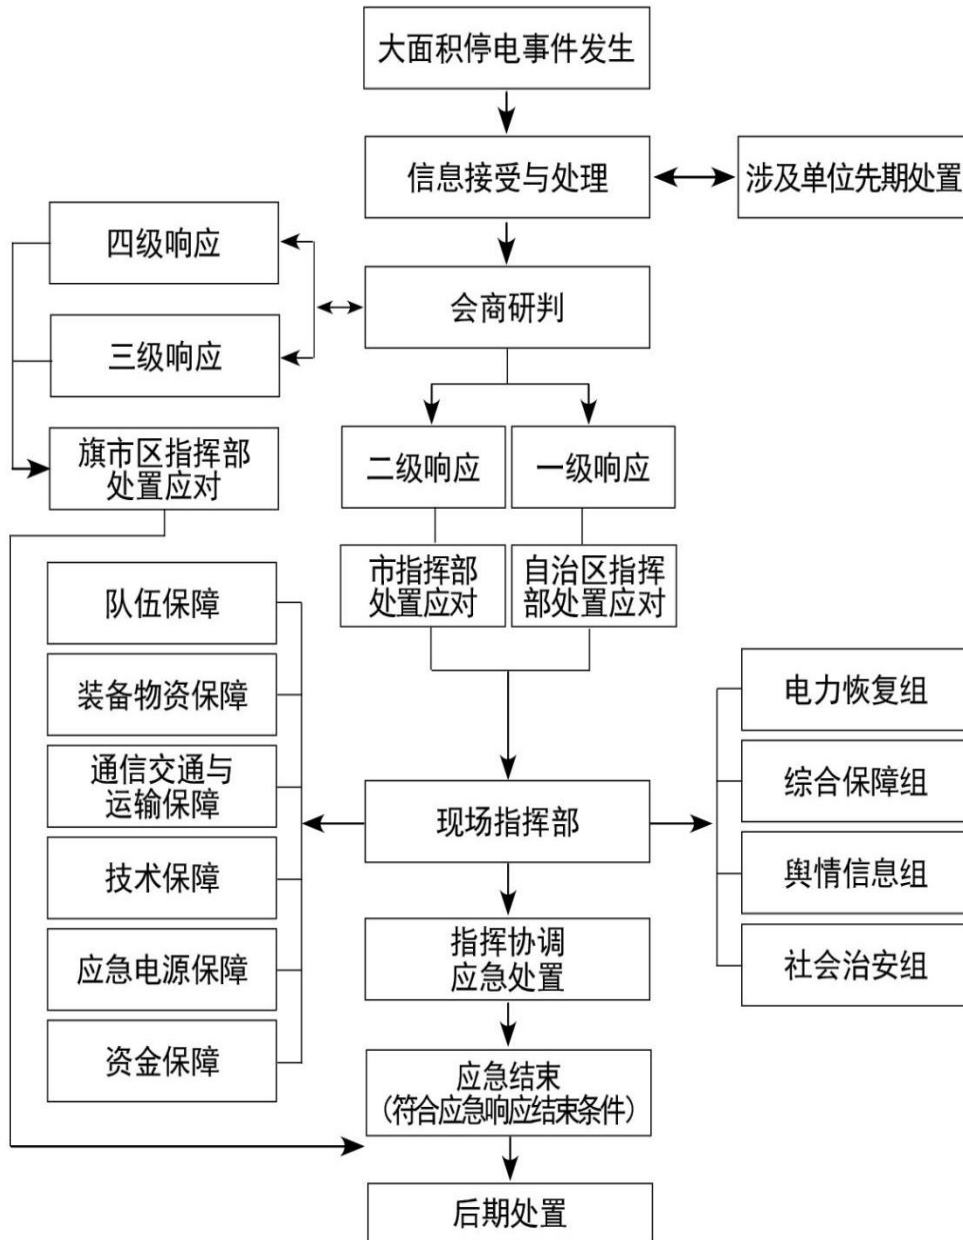 大面积停电事件发生
信息接受与处理
涉及单位先期处置
四级响应
会商研判
三级响应
旗市区指挥部
处置应对
二级响应
一级响应
市指挥部
处置应对
自治区指挥
部处置应对
队伍保障
装备物资保障
通信交通与
运输保障
技术保障
应急电源保障
资金保障
现场指挥部
电力恢复组
综合保障组
舆情信息组
社会治安组
指挥协调
应急处置
应急结束
（符合应急响应结束条件）
后期处置